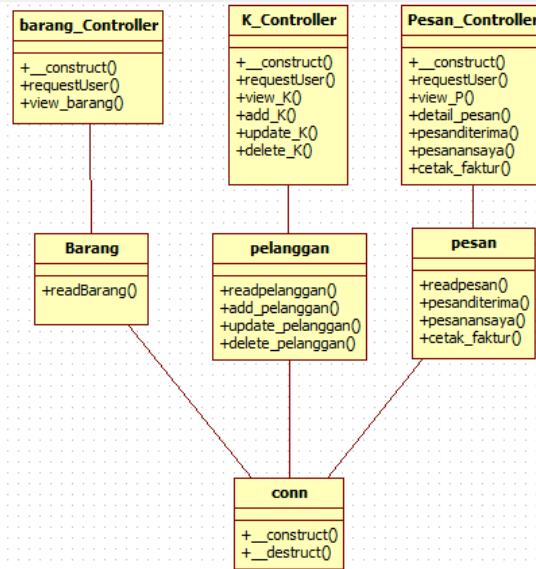 barang_Controller
+__construct()
+requestUser()
+view_barang()
K_Controller
+__construct()
+requestUser()
+view_K()
+add_K()
+update_K()
+delete_K()
Pesan_Controller
+__construct()
+requestUser()
+view_P()
+detail_pesan()
+pesanditerima()
+pesanansaya()
+cetak_faktur()
Barang
+readBarang()
pelanggan
+readpelanggan()
+add_pelanggan()
+update_pelanggan()
+delete_pelanggan()
pesan
+readpesan()
+pesanditerima()
+pesanansaya()
+cetak_faktur()
conn
+__construct()
+__destruct()